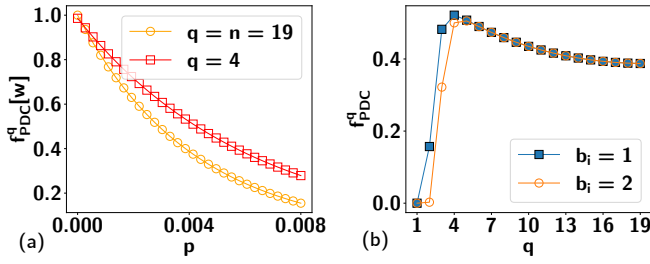 1.0
0.8
0.6
0.4
0.2
f^q_PDC[w]
q = n = 19
q = 4
0.000 0.004 0.008
p
(a)
0.4
0.2
0.0
f^q_PDC
b_i = 1
b_i = 2
1 4 7 10 13 16 19
q
(b)